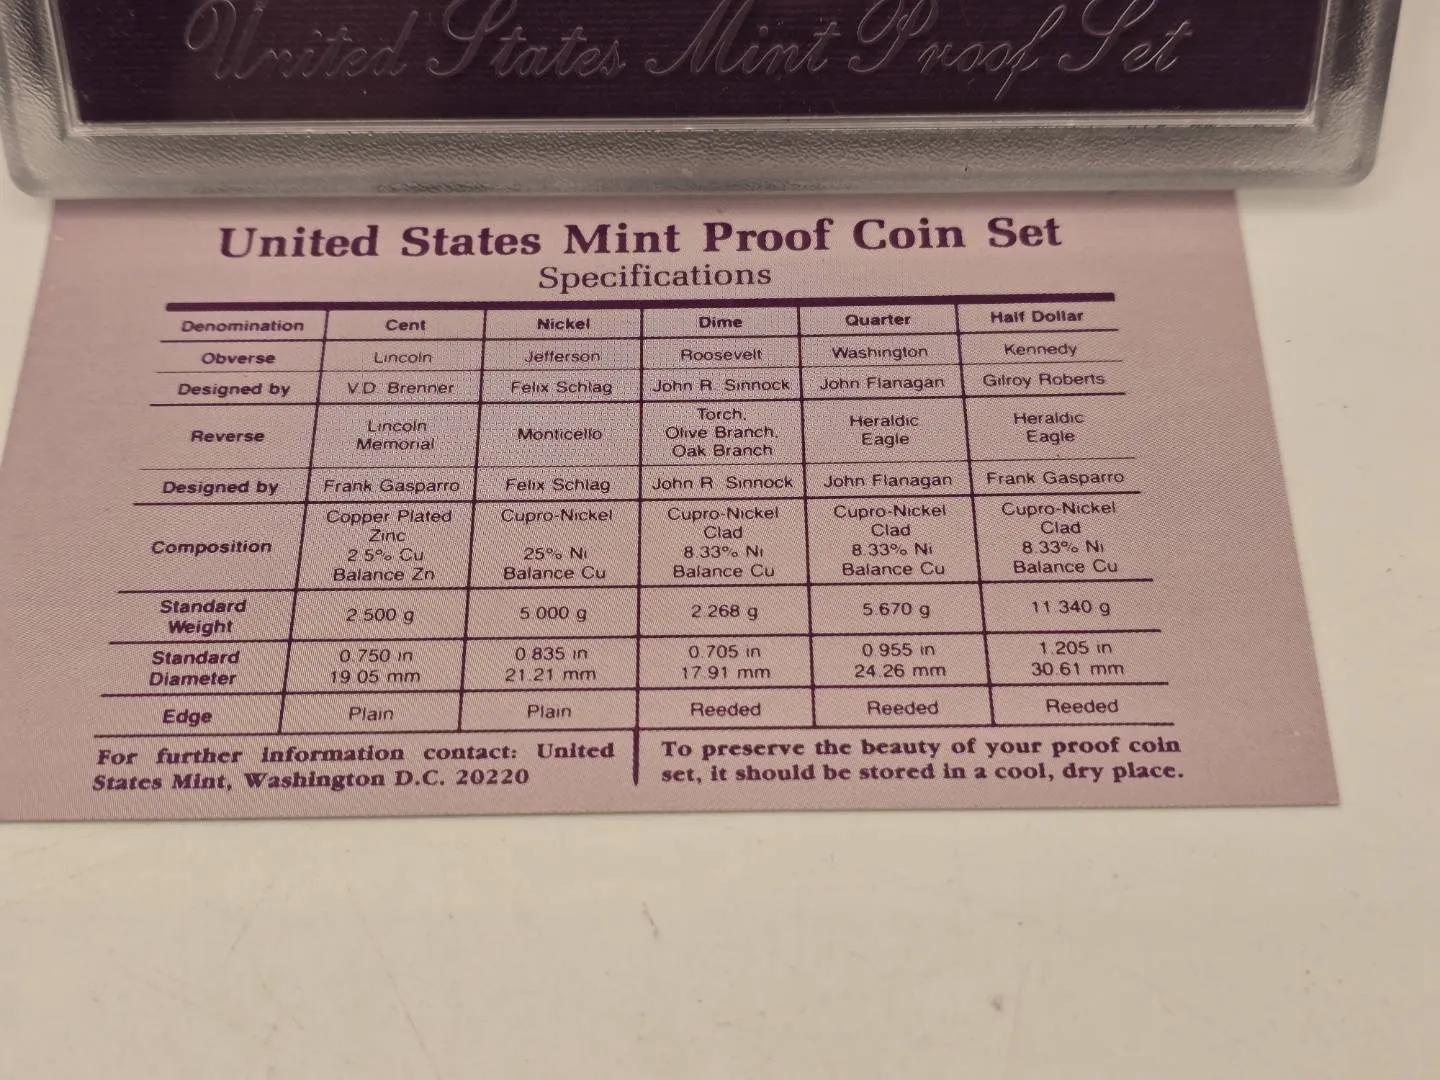 United States Mint Proof Set
United States Mint Proof Coin Set
Specifications
Denomination Cent Nickel Dime Quarter Half Dollar
Obverse Lincoln Jefferson Roosevelt Washington Kennedy
Designed by V.D. Brenner Felix Schlag John R. Sinnock John Flanagan Gilroy Roberts
Reverse Lincoln Memorial Monticello Torch, Olive Branch, Oak Branch Heraldic Eagle Heraldic Eagle
Designed by Frank Gasparro Felix Schlag John R. Sinnock John Flanagan Frank Gasparro
Composition Copper Plated Zinc 2.5% Cu Balance Zn Cupro-Nickel 25% Ni Balance Cu Cupro-Nickel Clad 8.33% Ni Balance Cu Cupro-Nickel Clad 8.33% Ni Balance Cu Cupro-Nickel Clad 8.33% Ni Balance Cu
Standard Weight 2.500 g 5.000 g 2.268 g 5.670 g 11.340 g
Standard Diameter 0.750 in 19.05 mm 0.835 in 21.21 mm 0.705 in 17.91 mm 0.955 in 24.26 mm 1.205 in 30.61 mm
Edge Plain Plain Reeded Reeded Reeded
For further information contact: United
States Mint, Washington D.C. 20220
To preserve the beauty of your proof coin
set, it should be stored in a cool, dry place.